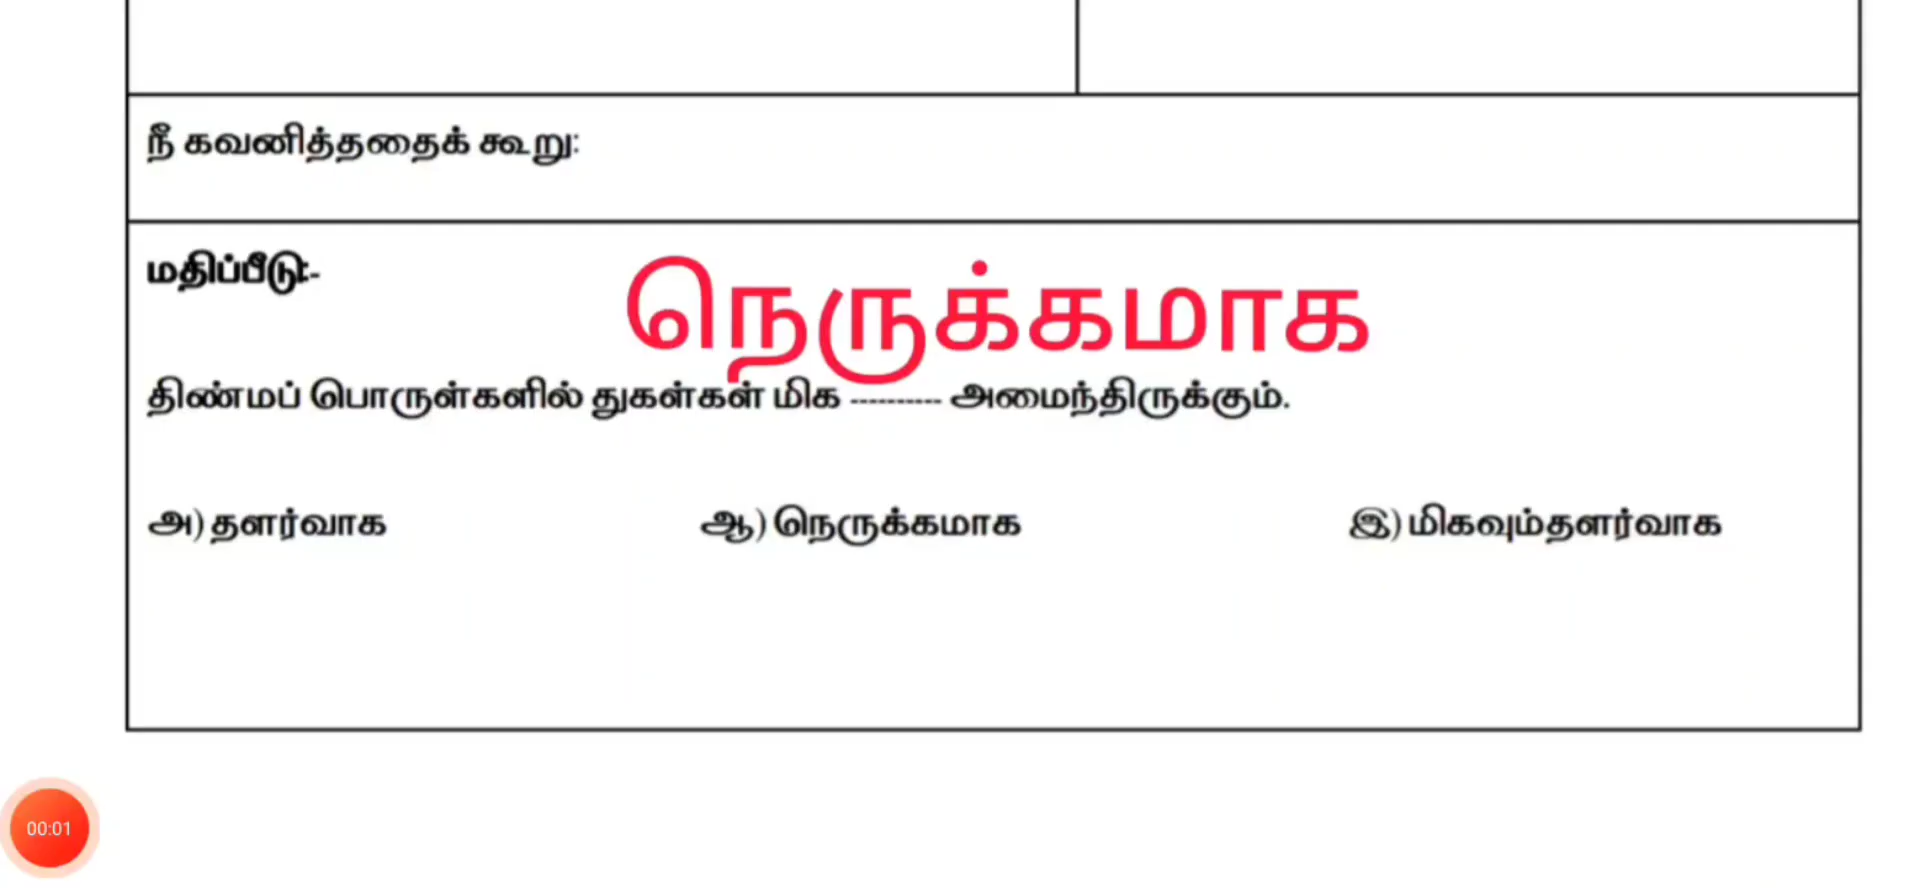 நீ கவனித்ததைக் கூறு:
மதிப்பீடு:-
நெருக்கமாக
திண்மப் பொருள்களில் துகள்கள் மிக ---------- அமைந்திருக்கும்.
அ) தளர்வாக ஆ) நெருக்கமாக இ) மிகவும்தளர்வாக
00:01